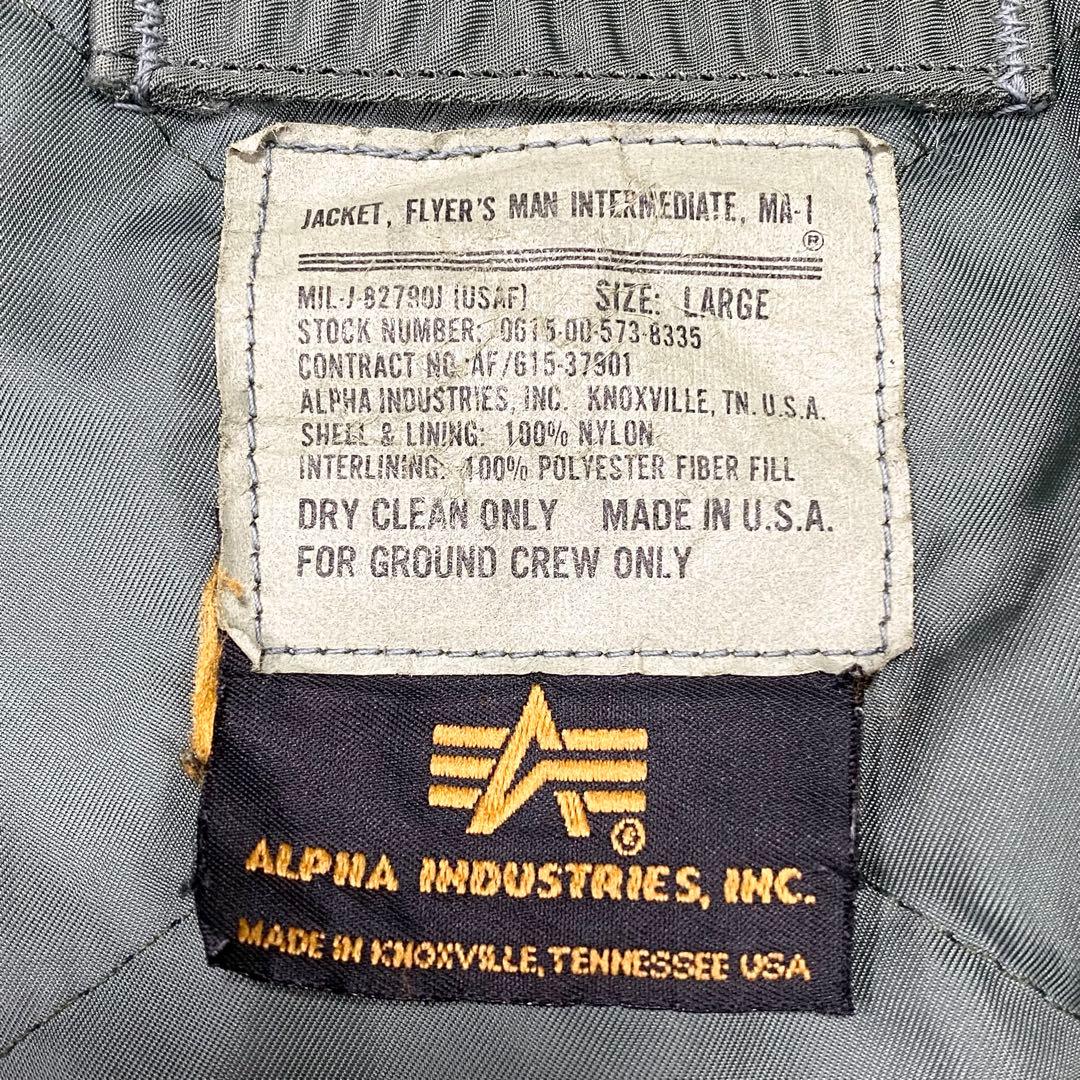 JACKET, FLYER'S MAN INTERMEDIATE, MA-1
®
MIL-J-82790J (USAF) SIZE: LARGE
STOCK NUMBER: 0615-00-573-8335
CONTRACT NO :AF/615-37901
ALPHA INDUSTRIES, INC. KNOXVILLE, TN. U.S.A.
SHELL & LINING: 100% NYLON
INTERLINING: 100% POLYESTER FIBER FILL
DRY CLEAN ONLY MADE IN U.S.A.
FOR GROUND CREW ONLY
®
ALPHA INDUSTRIES, INC.
MADE IN KNOXVILLE, TENNESSEE USA